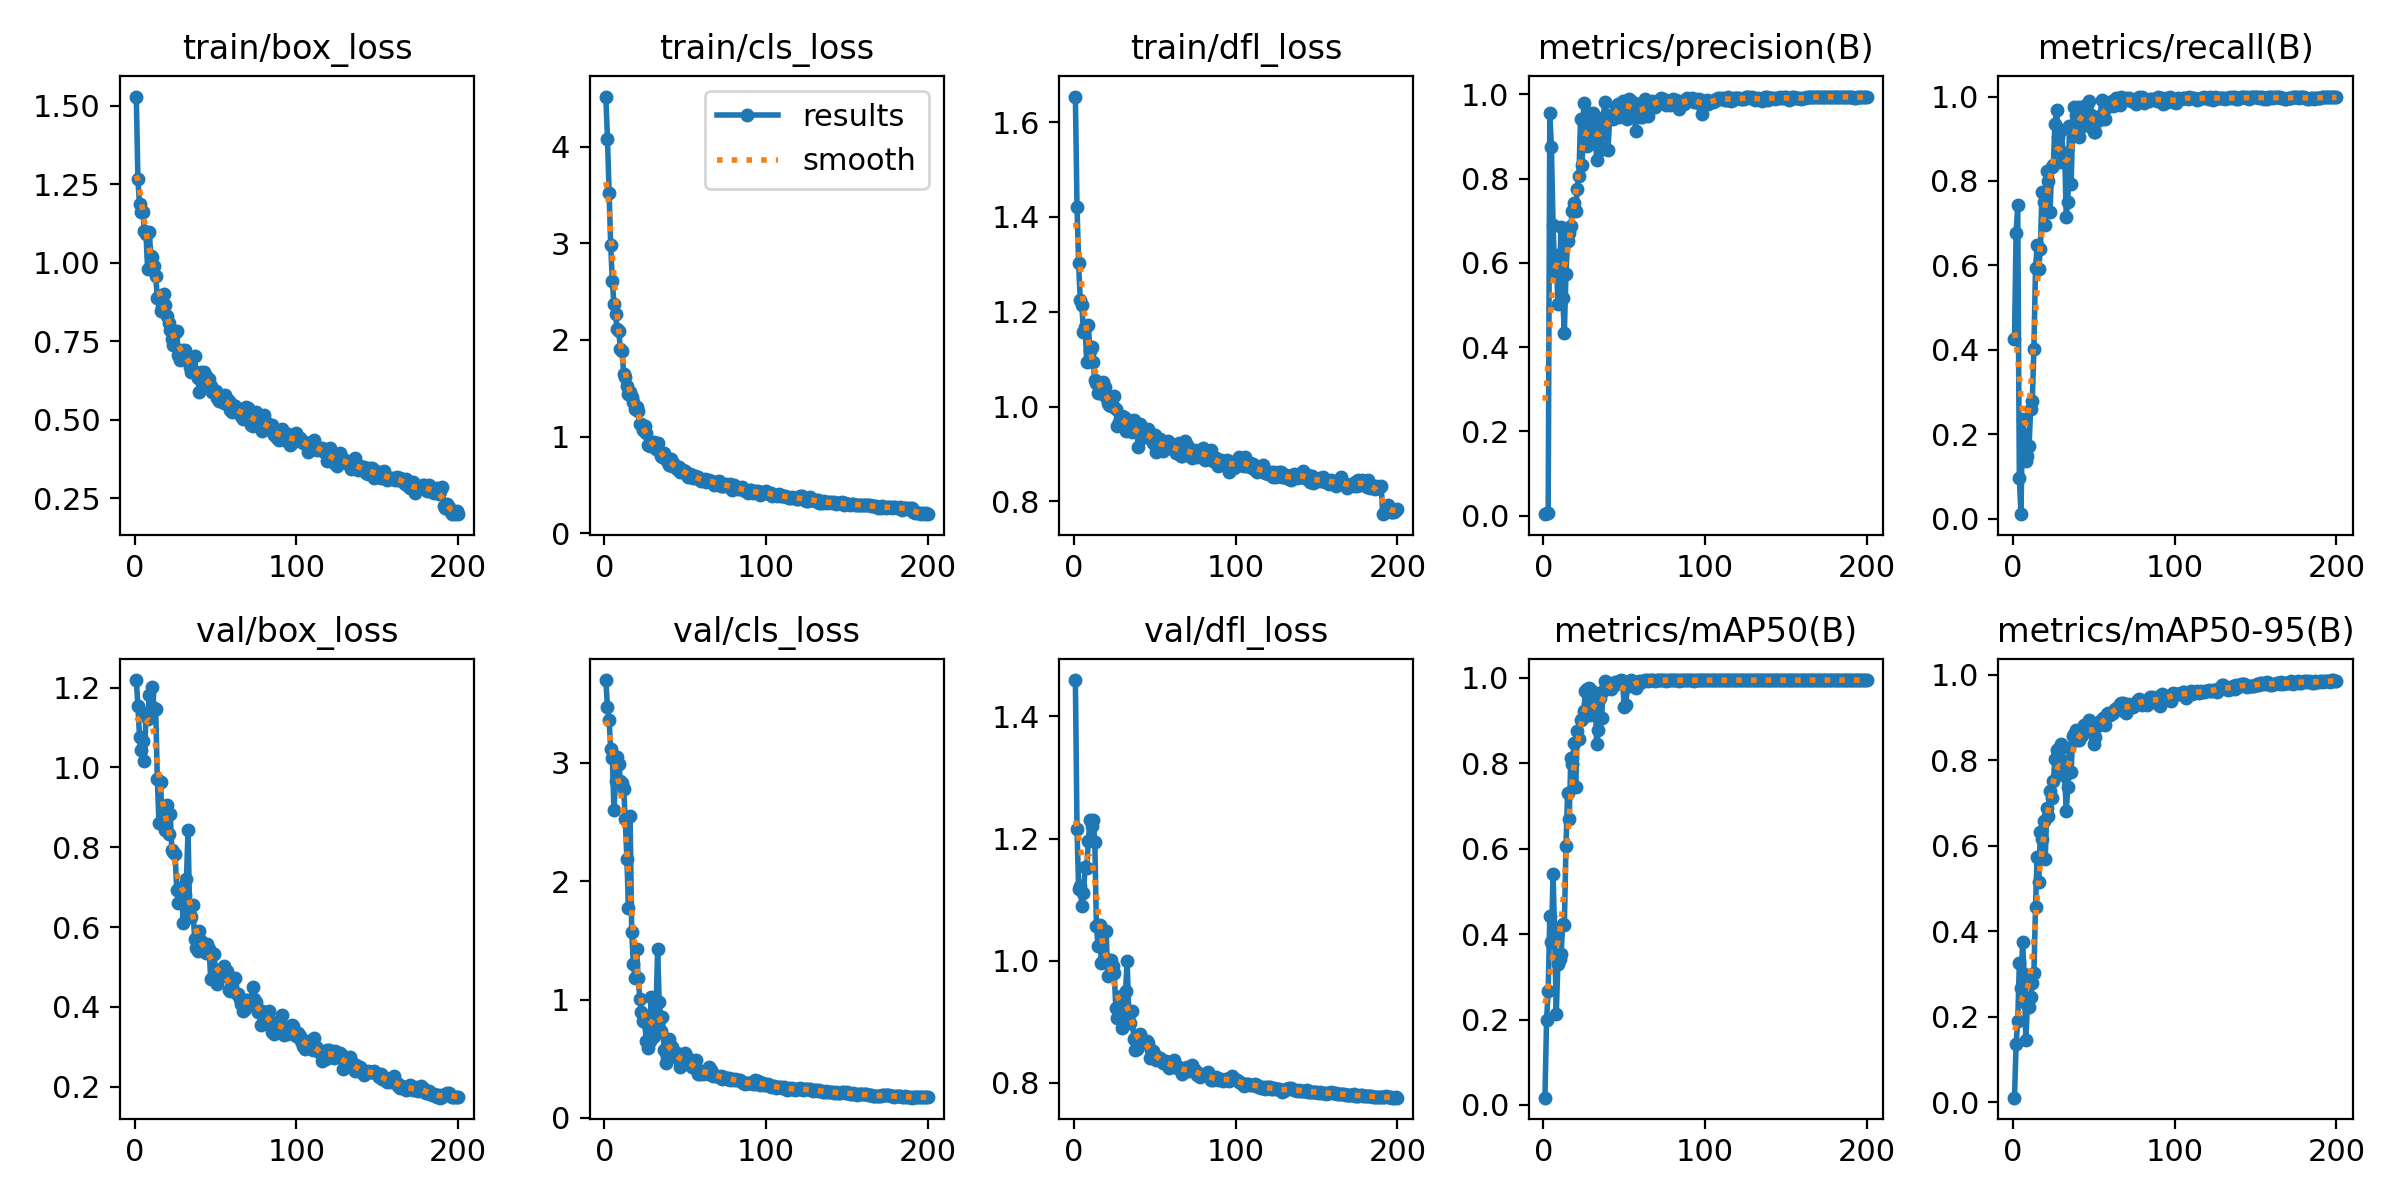 train/box_loss
1.50
1.25
1.00
0.75
0.50
0.25
0 100 200
train/cls_loss
results
smooth
4
3
2
1
0
0 100 200
train/dfl_loss
1.6
1.4
1.2
1.0
0.8
0 100 200
metrics/precision(B)
1.0
0.8
0.6
0.4
0.2
0.0
0 100 200
metrics/recall(B)
1.0
0.8
0.6
0.4
0.2
0.0
0 100 200
val/box_loss
1.2
1.0
0.8
0.6
0.4
0.2
0 100 200
val/cls_loss
3
2
1
0
0 100 200
val/dfl_loss
1.4
1.2
1.0
0.8
0 100 200
metrics/mAP50(B)
1.0
0.8
0.6
0.4
0.2
0.0
0 100 200
metrics/mAP50-95(B)
1.0
0.8
0.6
0.4
0.2
0.0
0 100 200